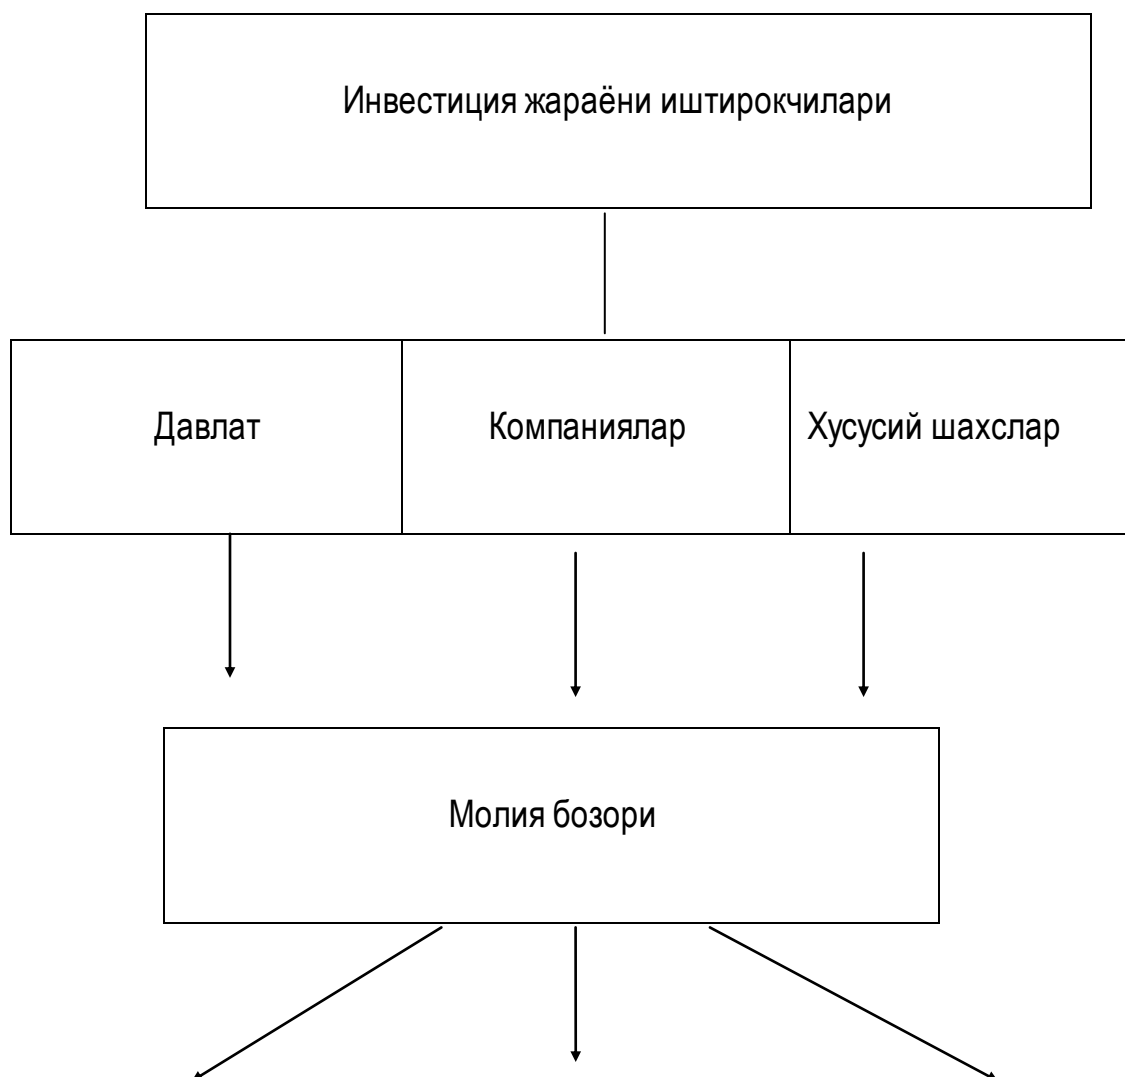 Инвестиция жараёни иштирокчилари
Давлат
Компаниялар
Хусусий шахслар
Молия бозори